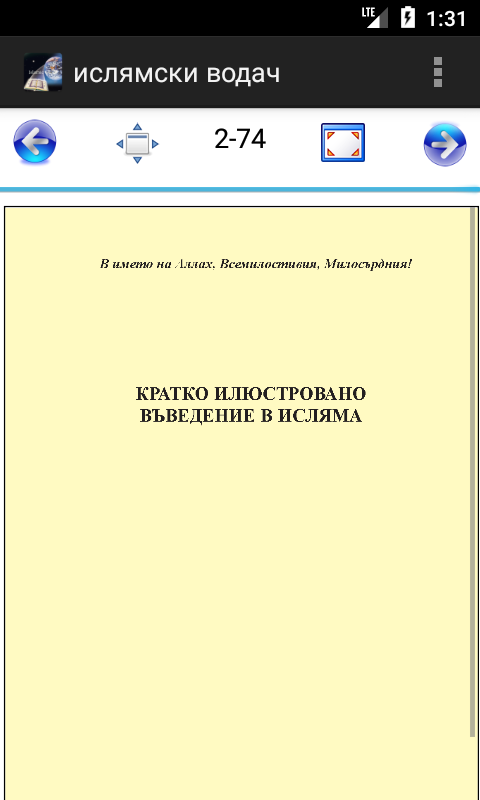 LTE 1:31
ислямски водач
2-74
В името на Аллах, Всемилостивия, Милосърдния!
КРАТКО ИЛЮСТРОВАНО
ВЪВЕДЕНИЕ В ИСЛЯМА